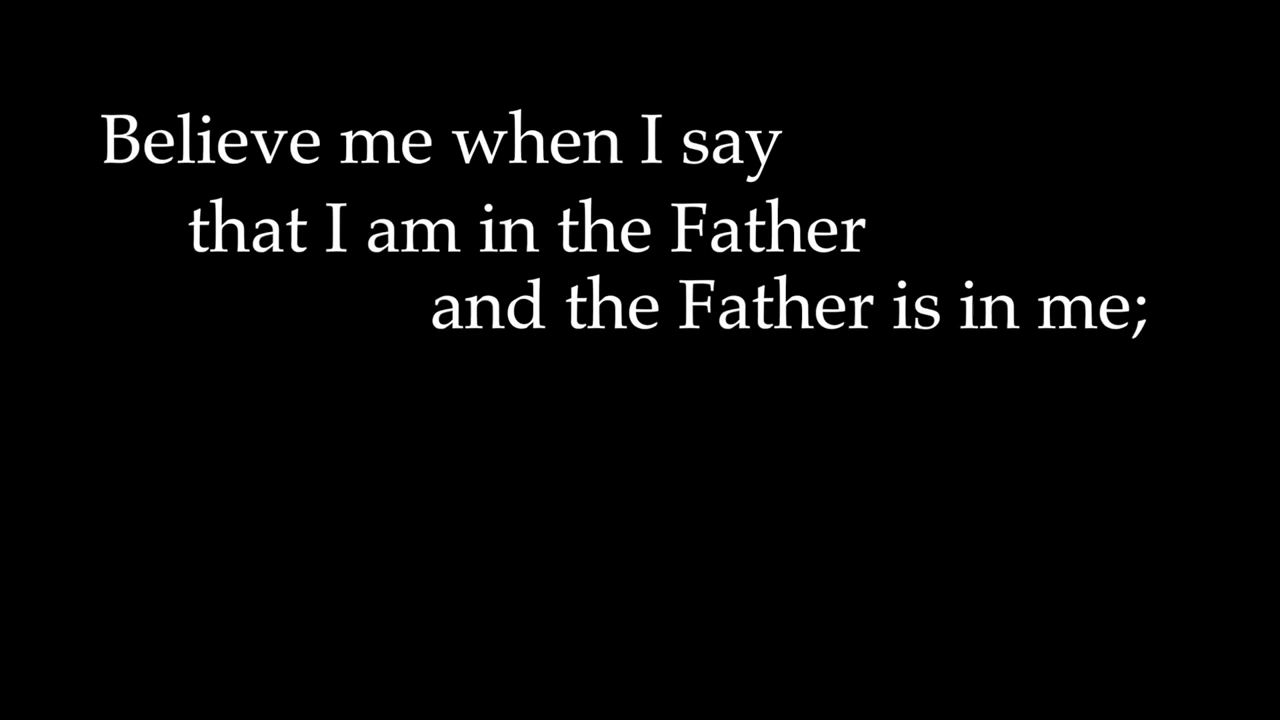 Believe me when I say
that I am in the Father
and the Father is in me;